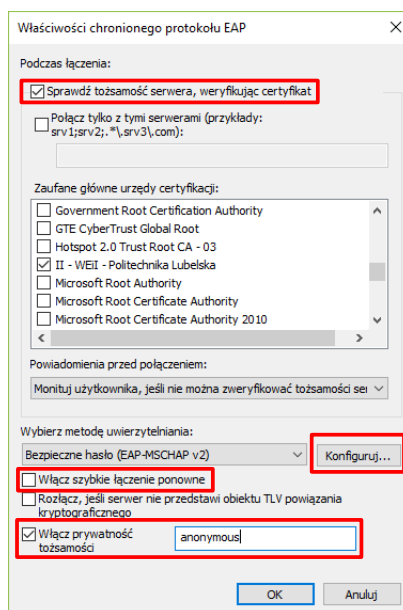 Właściwości chronionego protokołu EAP
Podczas łączenia:
Sprawdź tożsamość serwera, weryfikując certyfikat
Połącz tylko z tymi serwerami (przykłady:
srv1;srv2;.*\.srv3\.com):
Zaufane główne urzędy certyfikacji:
Government Root Certification Authority
GTE CyberTrust Global Root
Hotspot 2.0 Trust Root CA - 03
II - WEiI - Politechnika Lubelska
Microsoft Root Authority
Microsoft Root Certificate Authority
Microsoft Root Certificate Authority 2010
Powiadomienia przed połączeniem:
Monituj użytkownika, jeśli nie można zweryfikować tożsamości ser
Wybierz metodę uwierzytelniania:
Bezpieczne hasło (EAP-MSCHAP v2)
Konfiguruj...
Włącz szybkie łączenie ponowne
Rozłącz, jeśli serwer nie przedstawi obiektu TLV powiązania
kryptograficznego
Włącz prywatność
tożsamości
anonymous
OK
Anuluj